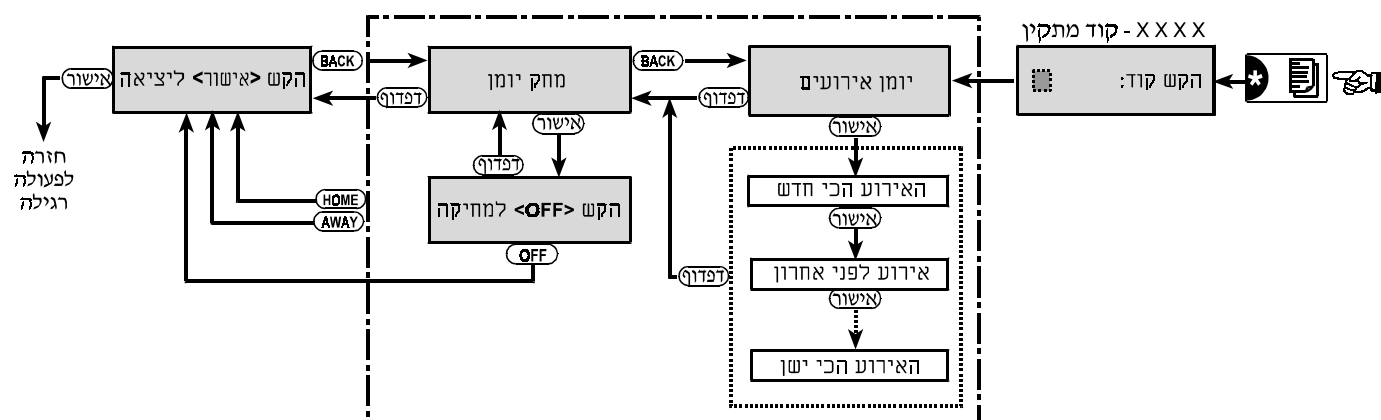 XXXX - קוד מתקין
הקש קוד:
*
יומן אירועים
BACK
דפדוף
מחק יומן
BACK
דפדוף
הקש <אישור> ליציאה
אישור
חזרה
לפעולה
רגילה
אישור
האירוע הכי חדש
אישור
אירוע לפני אחרון
אישור
האירוע הכי ישן
דפדוף
אישור
דפדוף
הקש <OFF> למחיקה
OFF
HOME
AWAY